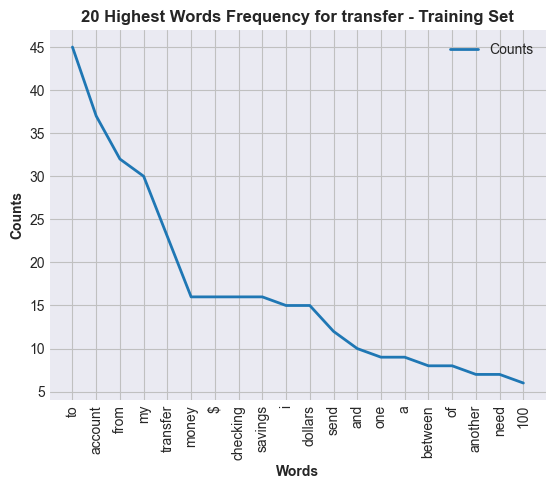 20 Highest Words Frequency for transfer - Training Set
Counts
45
40
35
30
25
20
15
10
5
Counts
to
account
from
my
transfer
money
$
checking
savings
i
dollars
send
and
one
a
between
of
another
need
100
Words